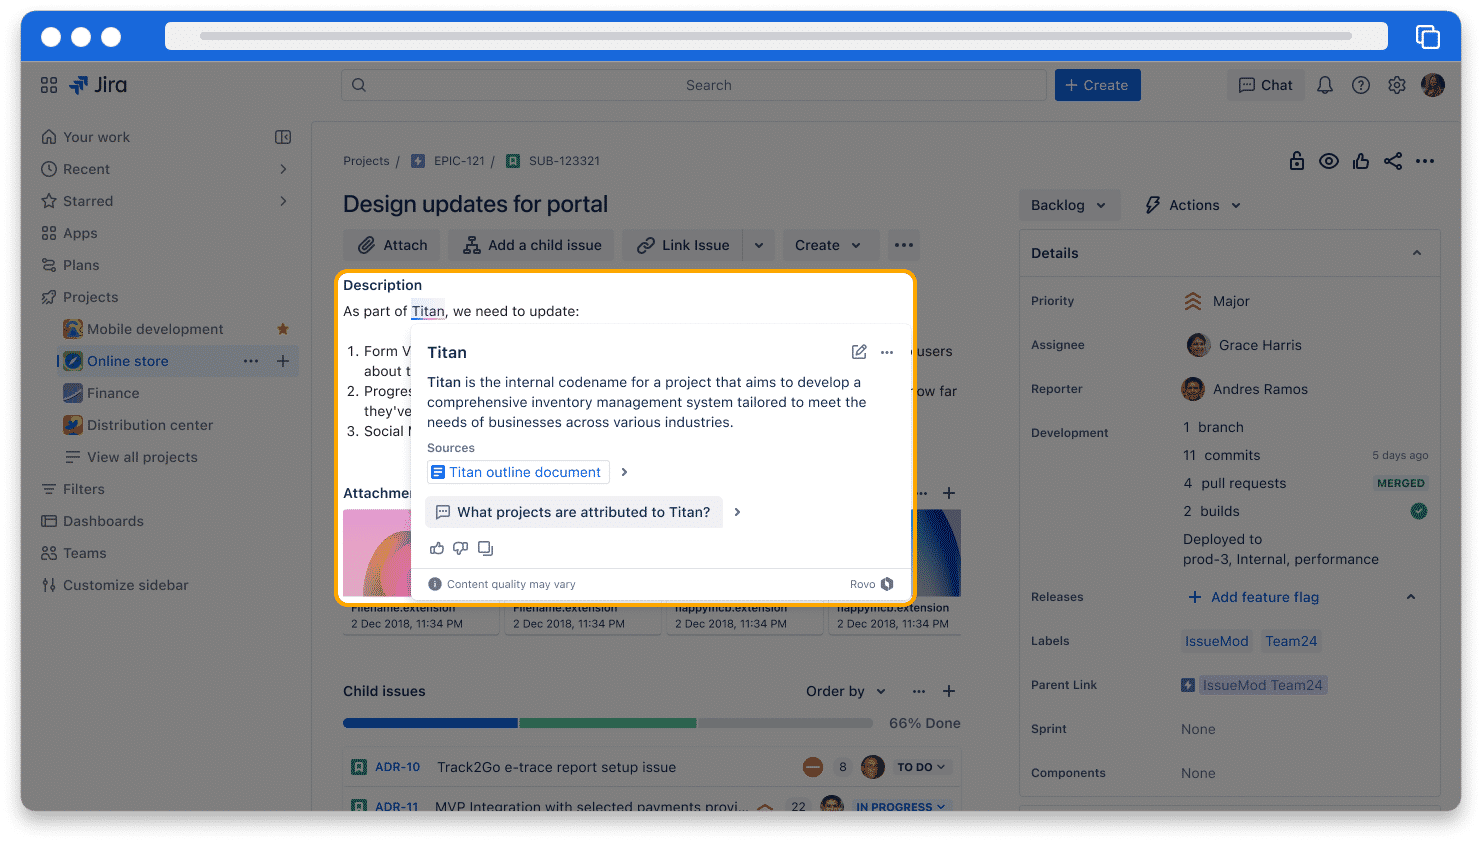 Jira
Search
+ Create
Chat
Your work
Recent
Starred
Apps
Plans
Projects
Mobile development
Online store
Finance
Distribution center
View all projects
Filters
Dashboards
Teams
Customize sidebar
Projects / EPIC-121 / SUB-123321
Design updates for portal
Attach
Add a child issue
Link Issue
Create
Description
As part of Titan, we need to update:
1. Form V
users
about t
2. Progres
ow far
they've
3. Social M
Titan
Titan is the internal codename for a project that aims to develop a
comprehensive inventory management system tailored to meet the
needs of businesses across various industries.
Sources
Titan outline document
What projects are attributed to Titan?
Content quality may vary
Rovo
Attachmen
Filename.extension
2 Dec 2018, 11:34 PM
Filename.extension
2 Dec 2018, 11:34 PM
happymcb.extension
2 Dec 2018, 11:34 PM
happymcb.extension
2 Dec 2018, 11:34 PM
Child issues
Order by
66% Done
ADR-10 Track2Go e-trace report setup issue 8 TO DO
ADR-11 MVP Integration with selected payments provi... 22 IN PROGRESS
Backlog
Actions
Details
Priority
Major
Assignee
Grace Harris
Reporter
Andres Ramos
Development
1 branch
11 commits 5 days ago
4 pull requests MERGED
2 builds
Deployed to
prod-3, Internal, performance
Releases
+ Add feature flag
Labels
IssueMod Team24
Parent Link
IssueMod Team24
Sprint
None
Components
None